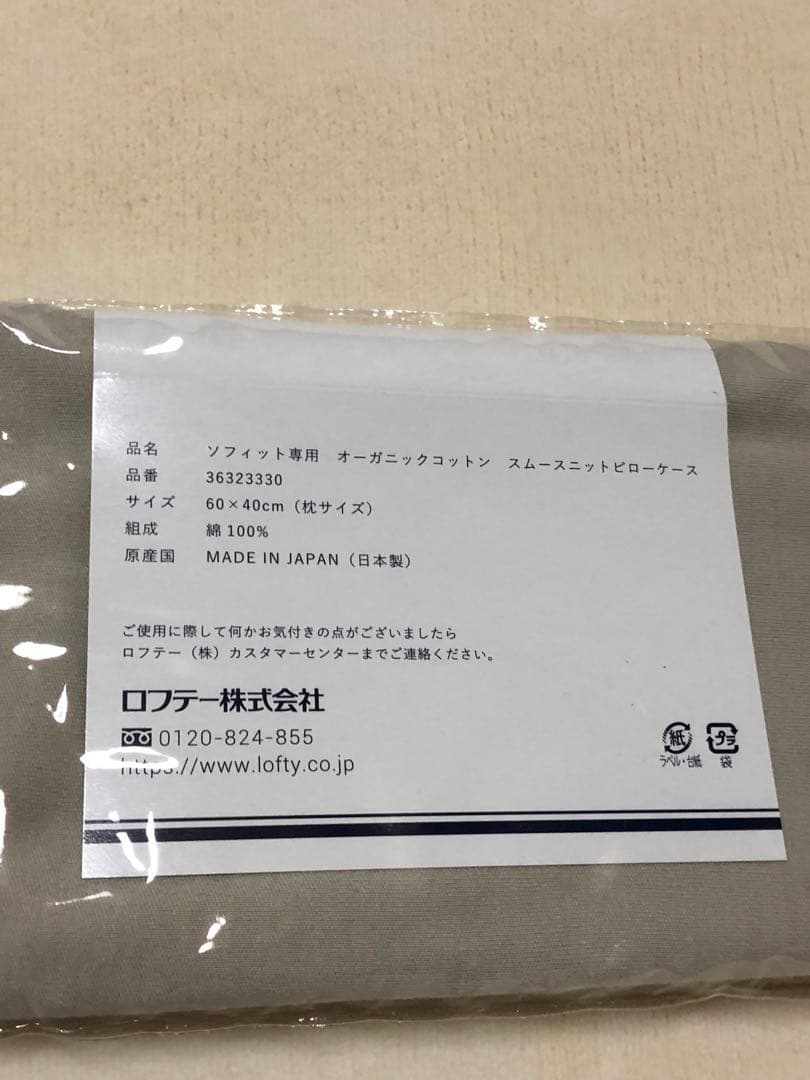 品名 ソフィット専用 オーガニックコットン スムースニットピローケース
品番 36323330
サイズ 60×40cm（枕サイズ）
組成 綿100%
原産国 MADE IN JAPAN（日本製）
ご使用に際して何かお気付きの点がございましたら
ロフテー（株）カスタマーセンターまでご連絡ください。
ロフテー株式会社
0120-824-855
https://www.lofty.co.jp
紙 プラ
ラベル・台紙 袋